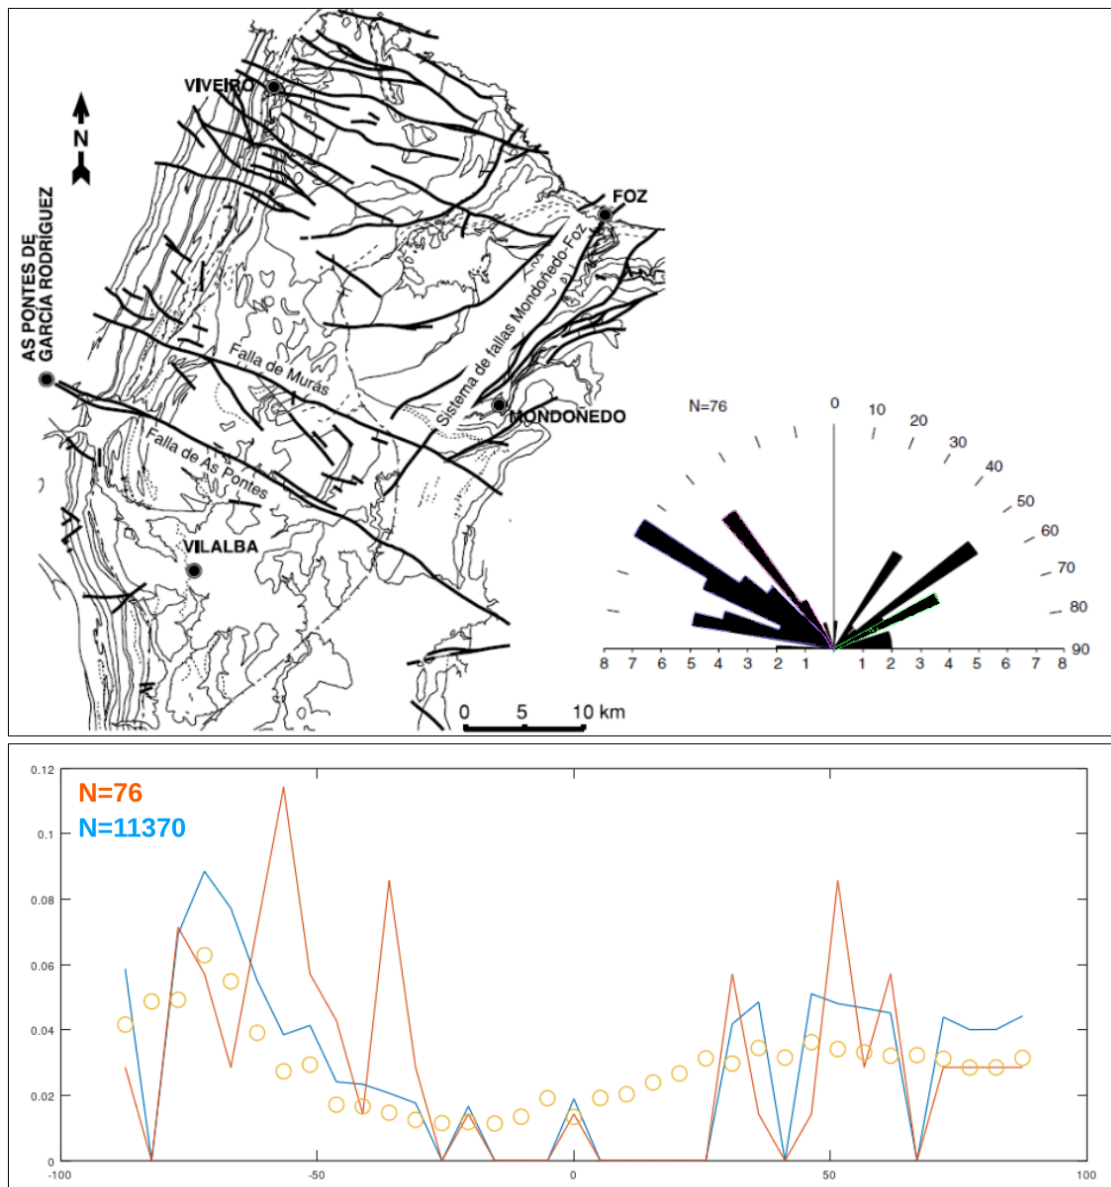 VIVEIRO
N
FOZ
AS PONTES DE
GARCÍA RODRÍGUEZ
Sistema de fallas Mondoñedo-Foz
Falla de Murás
MONDOÑEDO
Falla de As Pontes
VILALBA
0 5 10 km
N=76
0
10
20
30
40
50
60
70
80
90
8 7 6 5 4 3 2 1 1 2 3 4 5 6 7 8
0.12
0.1
0.08
0.06
0.04
0.02
0
N=76
N=11370
-100 -50 0 50 100